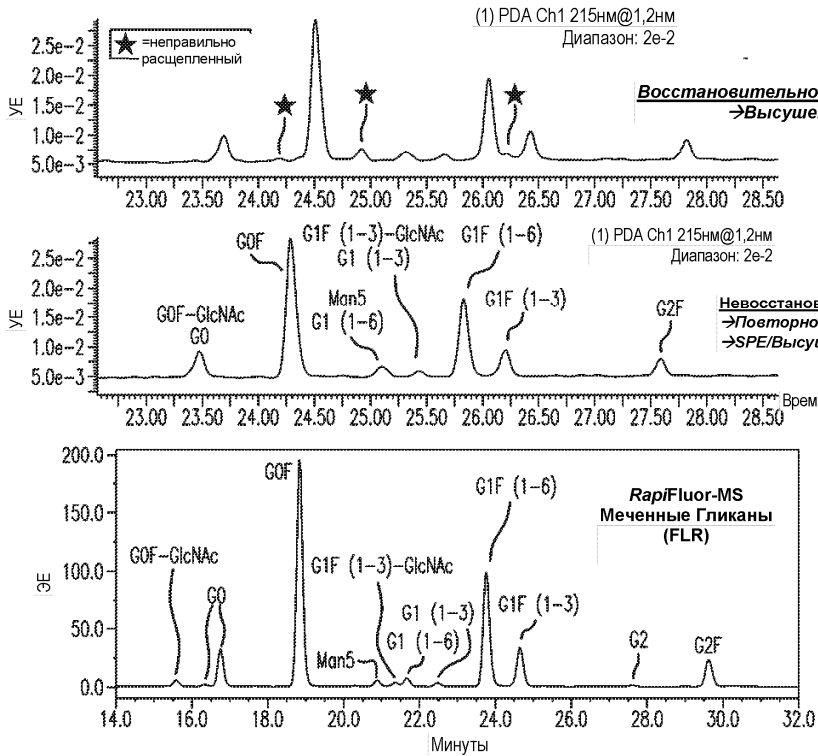 (1) PDA Ch1 215нм@1,2нм
Диапазон: 2e-2
=неправильно
расщепленный
Восстановительно
→Высуше
УЕ
2.5e-2
2.0e-2
1.5e-2
1.0e-2
5.0e-3
23.00 23.50 24.00 24.50 25.00 25.50 26.00 26.50 27.00 27.50 28.00 28.50
(1) PDA Ch1 215нм@1,2нм
Диапазон: 2e-2
G0F
G1F (1-3)-GlcNAc
G1 (1-3)
G1F (1-6)
Man5
G1 (1-6)
G1F (1-3)
G0F-GlcNAc
G0
G2F
Невосстанов
→Повторно
→SPE/Высуш
УЕ
2.5e-2
2.0e-2
1.5e-2
1.0e-2
5.0e-3
23.00 23.50 24.00 24.50 25.00 25.50 26.00 26.50 27.00 27.50 28.00 28.50
Врем
ЭЕ
200.0
150.0
100.0
50.0
0.0
G0F
G1F (1-6)
RapiFluor-MS
Меченные Гликаны
(FLR)
G0F-GlcNAc
G1F (1-3)-GlcNAc
G0
G1 (1-3)
G1F (1-3)
G1 (1-6)
Man5
G2
G2F
14.0 16.0 18.0 20.0 22.0 24.0 26.0 28.0 30.0 32.0
Минуты